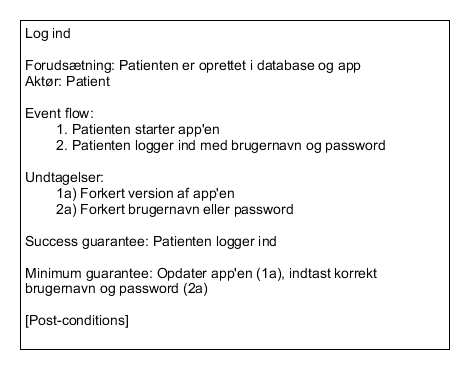 Log ind
Forudsætning: Patienten er oprettet i database og app
Aktør: Patient
Event flow:
1. Patienten starter app'en
2. Patienten logger ind med brugernavn og password
Undtagelser:
1a) Forkert version af app'en
2a) Forkert brugernavn eller password
Success guarantee: Patienten logger ind
Minimum guarantee: Opdater app'en (1a), indtast korrekt
brugernavn og password (2a)
[Post-conditions]